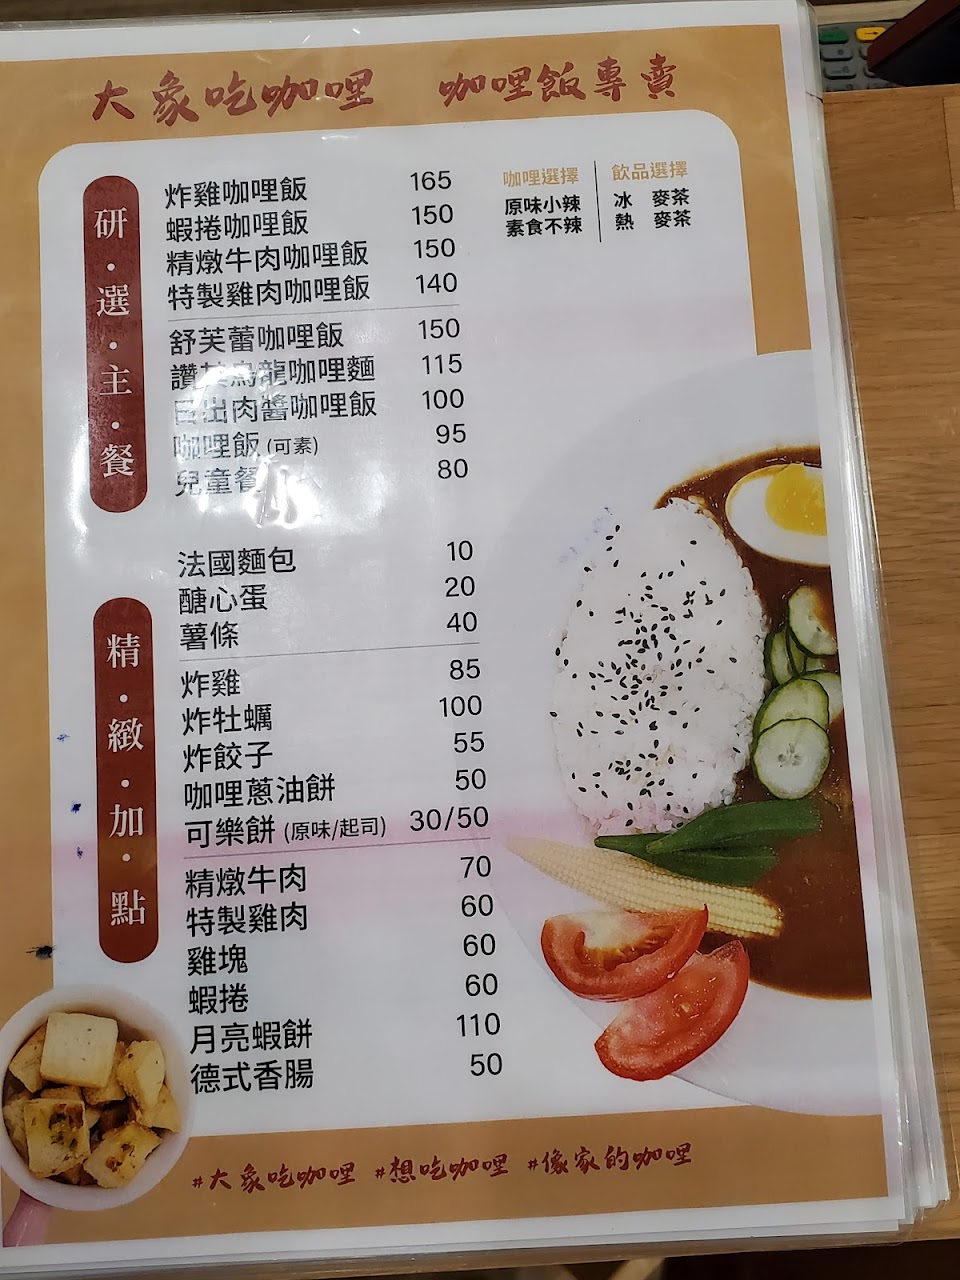 大象吃咖哩 咖哩飯專賣
研·選·主·餐
炸雞咖哩飯 165
蝦捲咖哩飯 150
精燉牛肉咖哩飯 150
特製雞肉咖哩飯 140
舒芙蕾咖哩飯 150
讚岐烏龍咖哩麵 115
日出肉醬咖哩飯 100
咖哩飯 (可素) 95
兒童餐 80
咖哩選擇
原味小辣
素食不辣
飲品選擇
冰 麥茶
熱 麥茶
精·緻·加·點
法國麵包 10
醣心蛋 20
薯條 40
炸雞 85
炸牡蠣 100
炸餃子 55
咖哩蔥油餅 50
可樂餅 (原味/起司) 30/50
精燉牛肉 70
特製雞肉 60
雞塊 60
蝦捲 60
月亮蝦餅 110
德式香腸 50
#大象吃咖哩 #想吃咖哩 #像家的咖哩